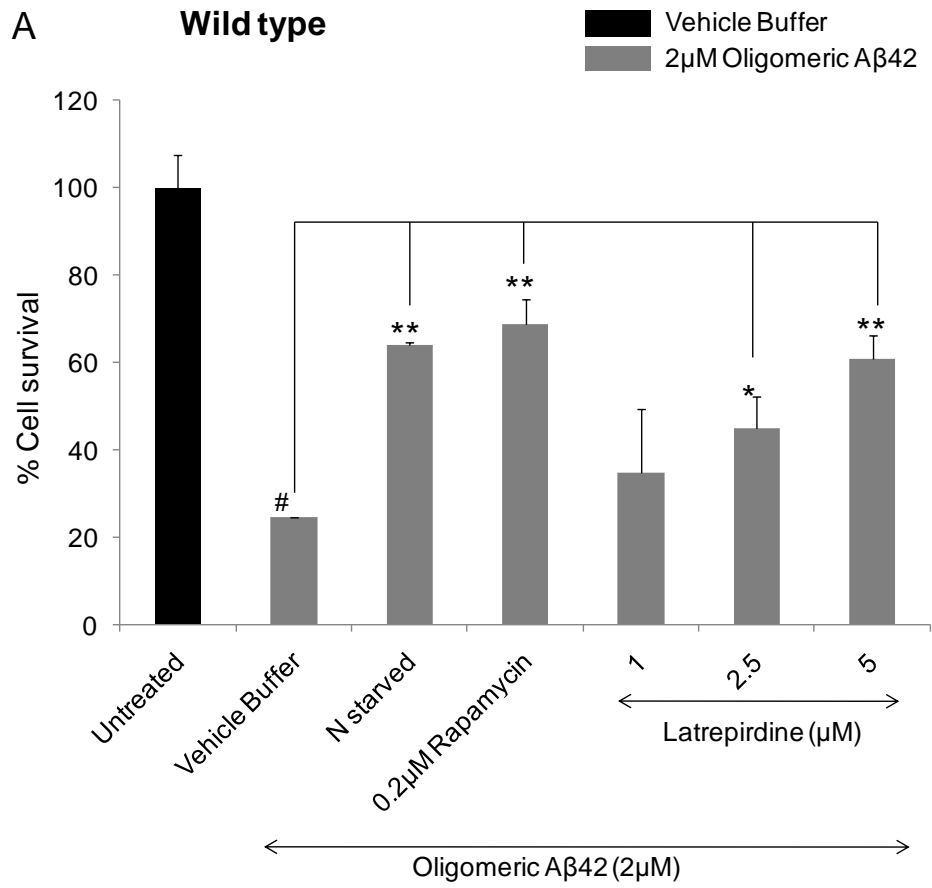 A
Wild type
Vehicle Buffer
2µM Oligomeric Aβ42
120
100
80
60
40
20
0
% Cell survival
#
**
**
*
**
Untreated
Vehicle Buffer
N starved
0.2µM Rapamycin
1
2.5
5
Latrepirdine (µM)
Oligomeric Aβ42 (2µM)